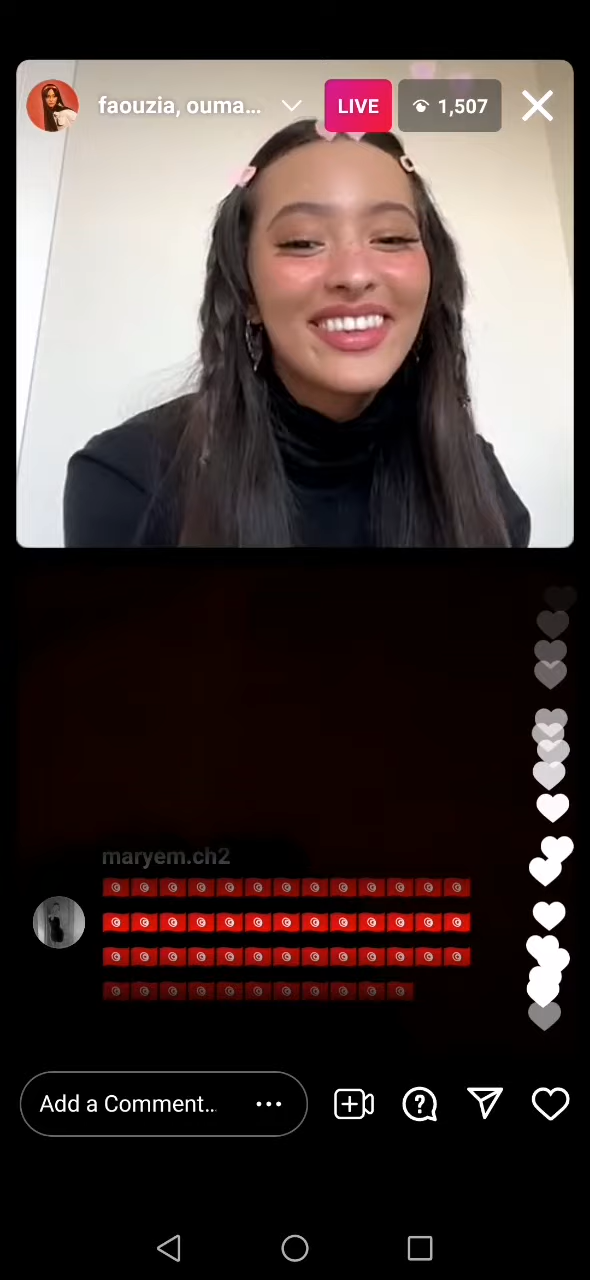 faouzia, ouma...
LIVE
1,507
maryem.ch2
🇹🇳🇹🇳🇹🇳🇹🇳🇹🇳🇹🇳🇹🇳🇹🇳🇹🇳🇹🇳🇹🇳🇹🇳🇹🇳
🇹🇳🇹🇳🇹🇳🇹🇳🇹🇳🇹🇳🇹🇳🇹🇳🇹🇳🇹🇳🇹🇳🇹🇳🇹🇳
🇹🇳🇹🇳🇹🇳🇹🇳🇹🇳🇹🇳🇹🇳🇹🇳🇹🇳🇹🇳🇹🇳🇹🇳🇹🇳
🇹🇳🇹🇳🇹🇳🇹🇳🇹🇳🇹🇳🇹🇳🇹🇳🇹🇳🇹🇳🇹🇳
Add a Comment...